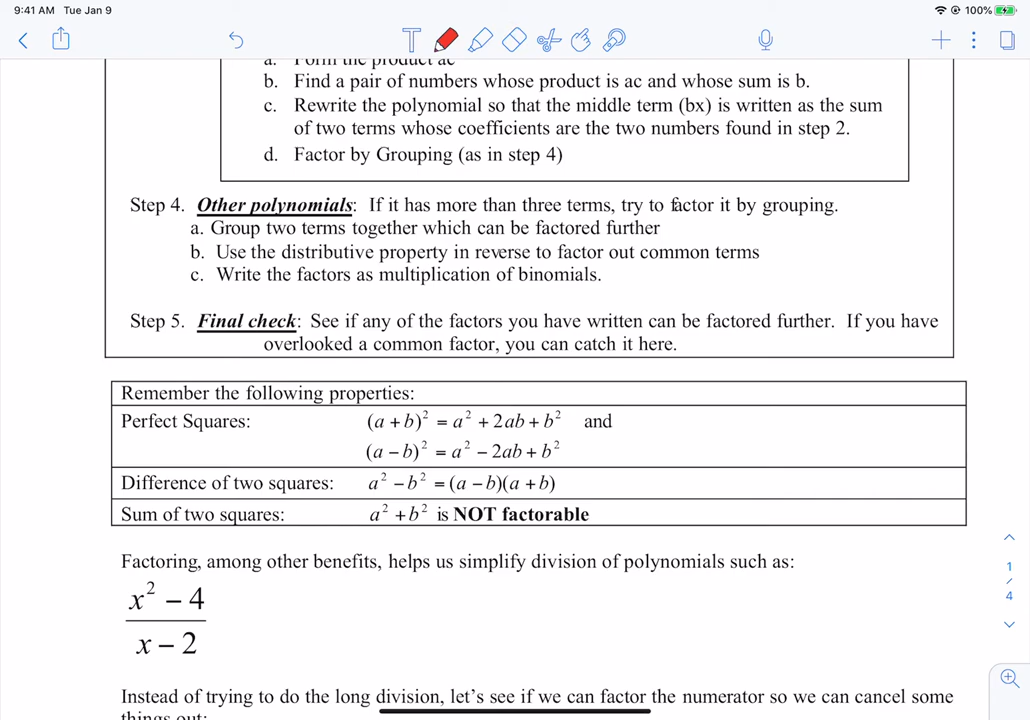 9:41 AM Tue Jan 9
100%
a. Form the product ac
b. Find a pair of numbers whose product is ac and whose sum is b.
c. Rewrite the polynomial so that the middle term (bx) is written as the sum
of two terms whose coefficients are the two numbers found in step 2.
d. Factor by Grouping (as in step 4)
Step 4. Other polynomials: If it has more than three terms, try to factor it by grouping.
a. Group two terms together which can be factored further
b. Use the distributive property in reverse to factor out common terms
c. Write the factors as multiplication of binomials.
Step 5. Final check: See if any of the factors you have written can be factored further. If you have
overlooked a common factor, you can catch it here.
Remember the following properties:
Perfect Squares: (a + b)² = a² + 2ab + b² and
(a − b)² = a² − 2ab + b²
Difference of two squares: a² − b² = (a − b)(a + b)
Sum of two squares: a² + b² is NOT factorable
Factoring, among other benefits, helps us simplify division of polynomials such as:
x² − 4
x − 2
1
/
4
Instead of trying to do the long division, let's see if we can factor the numerator so we can cancel some
things out: